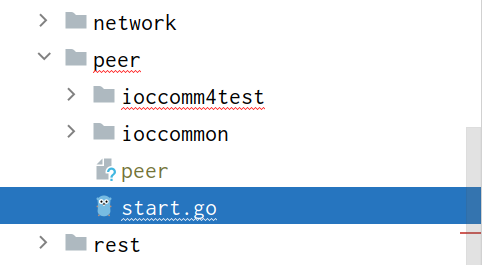 network
peer
ioccomm4test
ioccommon
peer
start.go
rest